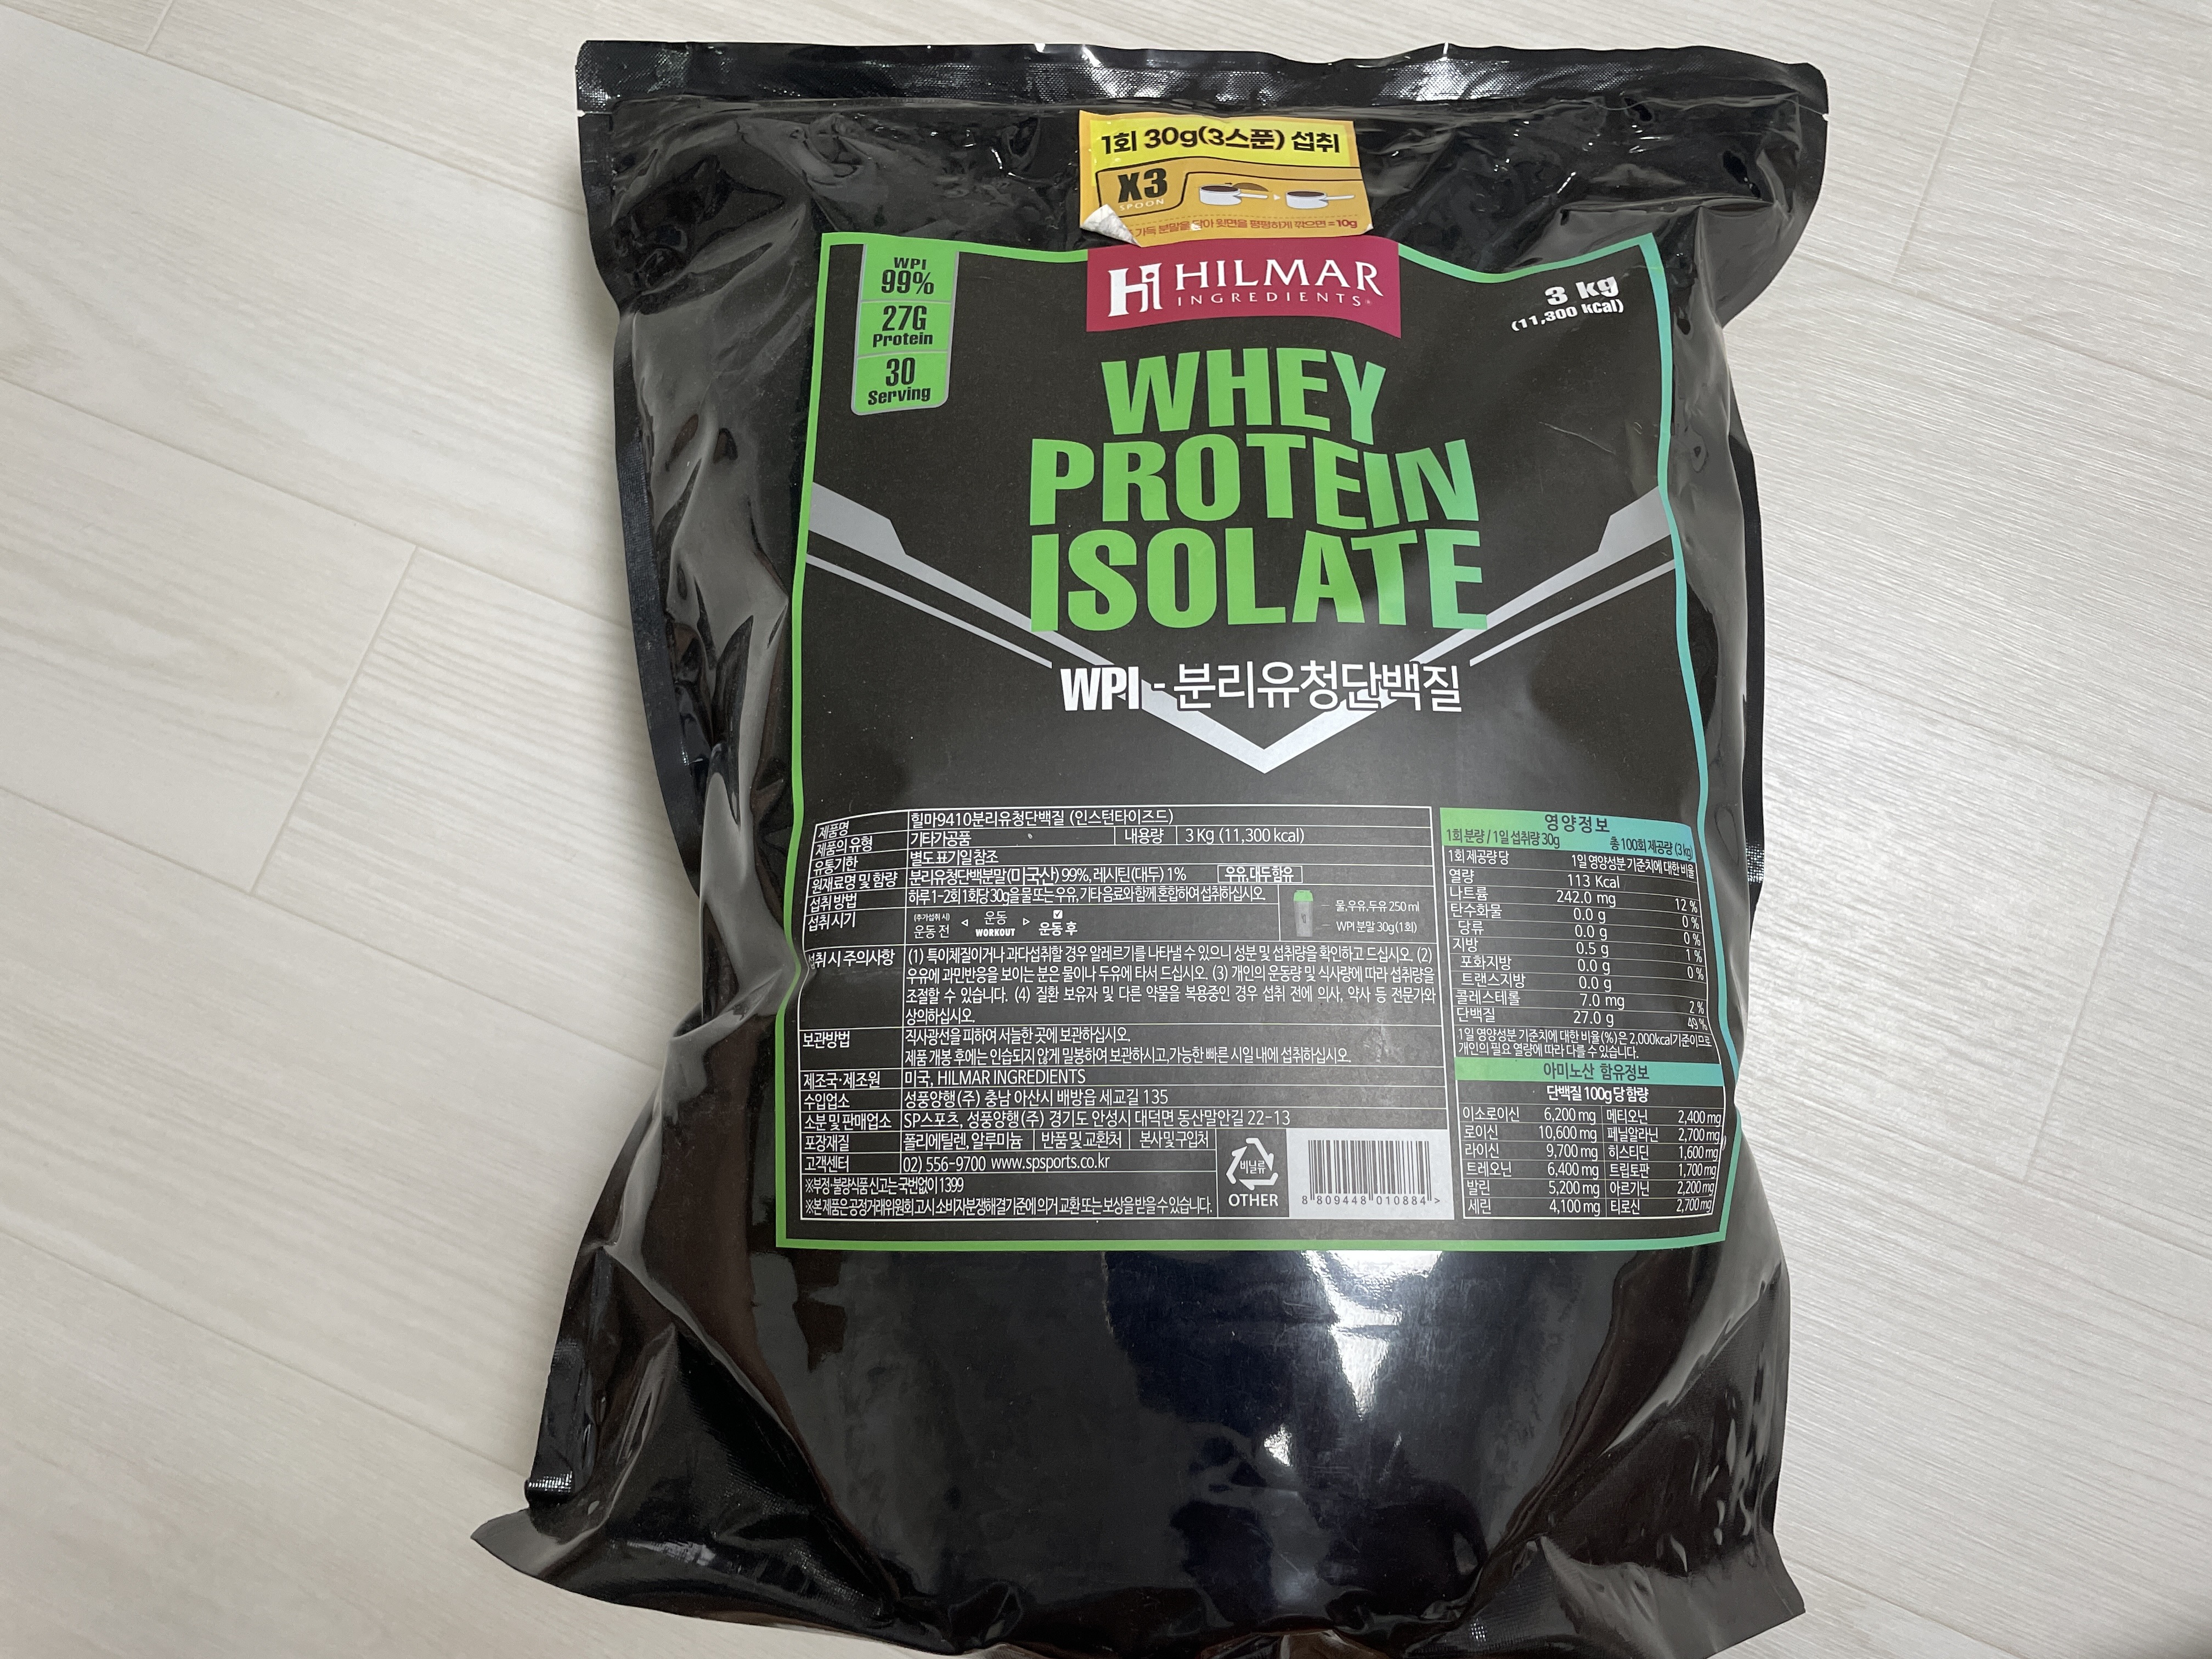 1회 30g(3스푼) 섭취
X3
SPOON
가득 분말을 담아 윗면을 평평하게 깎으면 = 10g
WPI
99%
27G
Protein
30
Serving
Hi HILMAR
INGREDIENTS
3 kg
(11,300 kcal)
WHEY
PROTEIN
ISOLATE
WPI - 분리유청단백질
제품명 힐마9410분리유청단백질 (인스턴타이즈드)
제품의 유형 기타가공품 내용량 3 Kg (11,300 kcal)
유통기한 별도 표기일 참조
원재료명 및 함량 분리유청단백분말(미국산) 99%, 레시틴(대두) 1% 우유, 대두 함유
섭취 방법 하루 1-2회 1회당 30g을 물 또는 우유, 기타 음료와 함께 혼합하여 섭취하십시오.
섭취 시기 (추가섭취 시) 운동 전 운동 WORKOUT 운동 후
물,우유,두유 250 ml
WPI 분말 30g (1회)
섭취 시 주의사항 (1) 특이체질이거나 과다섭취할 경우 알레르기를 나타낼 수 있으니 성분 및 섭취량을 확인하고 드십시오. (2)
우유에 과민반응을 보이는 분은 물이나 두유에 타서 드십시오. (3) 개인의 운동량 및 식사량에 따라 섭취량을
조절할 수 있습니다. (4) 질환 보유자 및 다른 약물을 복용중인 경우 섭취 전에 의사, 약사 등 전문가와
상의하십시오.
보관방법 직사광선을 피하여 서늘한 곳에 보관하십시오.
제품 개봉 후에는 인습되지 않게 밀봉하여 보관하시고,가능한 빠른 시일 내에 섭취하십시오.
제조국·제조원 미국, HILMAR INGREDIENTS
수입업소 성풍양행(주) 충남 아산시 배방읍 세교길 135
소분 및 판매업소 SP스포츠, 성풍양행(주) 경기도 안성시 대덕면 동산말안길 22-13
포장재질 폴리에틸렌, 알루미늄 반품 및 교환처 본사 및 구입처
고객센터 02) 556-9700 www.spsports.co.kr
※부정·불량식품 신고는 국번없이 1399
※본 제품은 공정거래위원회 고시 소비자분쟁해결기준에 의거 교환 또는 보상을 받을 수 있습니다.
비닐류
OTHER
8 809448 010884 >
영양정보
1회 분량 / 1일 섭취량 30g 총 100회 제공량 (3 kg)
1회 제공량당 1일 영양성분 기준치에 대한 비율
열량 113 Kcal
나트륨 242.0 mg 12 %
탄수화물 0.0 g 0 %
당류 0.0 g 0 %
지방 0.5 g 1 %
포화지방 0.0 g 0 %
트랜스지방 0.0 g
콜레스테롤 7.0 mg 2 %
단백질 27.0 g 49 %
1일 영양성분 기준치에 대한 비율(%)은 2,000kcal기준이므로
개인의 필요 열량에 따라 다를 수 있습니다.
아미노산 함유정보
단백질 100g당 함량
이소로이신 6,200 mg 메티오닌 2,400 mg
로이신 10,600 mg 페닐알라닌 2,700 mg
라이신 9,700 mg 히스티딘 1,600 mg
트레오닌 6,400 mg 트립토판 1,700 mg
발린 5,200 mg 아르기닌 2,200 mg
세린 4,100 mg 티로신 2,700 mg